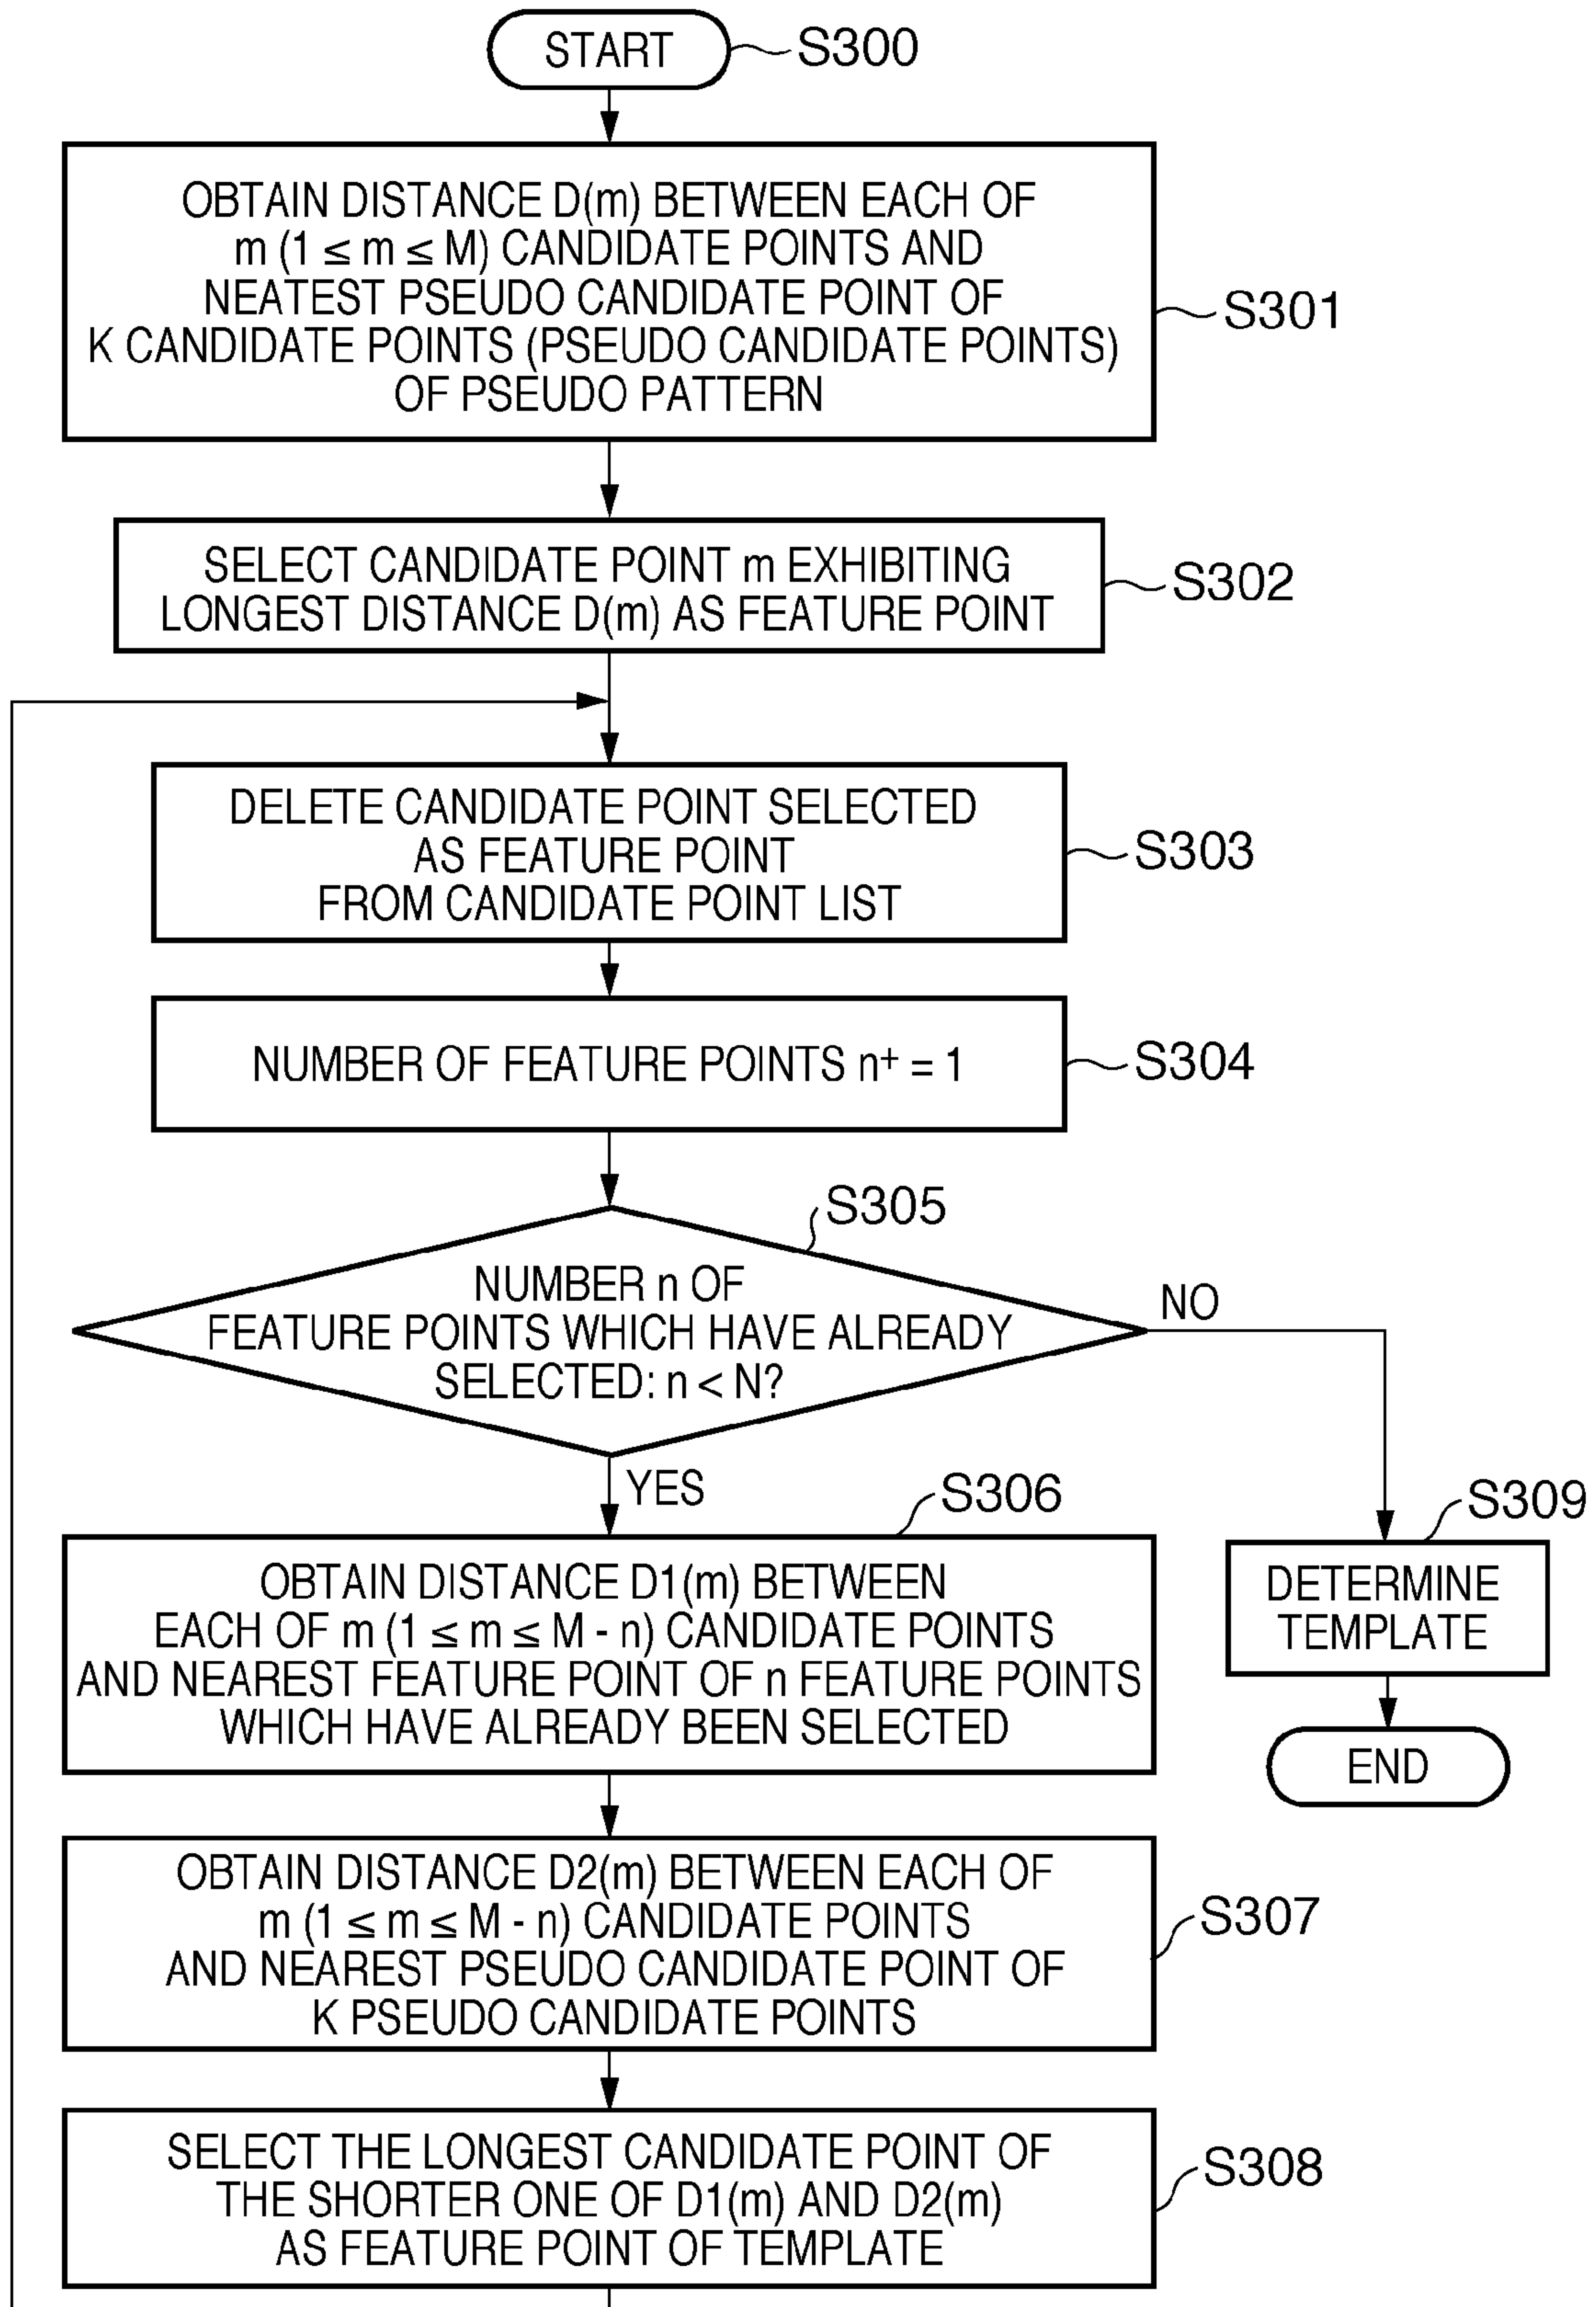 START
S300
OBTAIN DISTANCE D(m) BETWEEN EACH OF
m (1 ≤ m ≤ M) CANDIDATE POINTS AND
NEATEST PSEUDO CANDIDATE POINT OF
K CANDIDATE POINTS (PSEUDO CANDIDATE POINTS)
OF PSEUDO PATTERN
S301
SELECT CANDIDATE POINT m EXHIBITING
LONGEST DISTANCE D(m) AS FEATURE POINT
S302
DELETE CANDIDATE POINT SELECTED
AS FEATURE POINT
FROM CANDIDATE POINT LIST
S303
NUMBER OF FEATURE POINTS n⁺ = 1
S304
S305
NUMBER n OF
FEATURE POINTS WHICH HAVE ALREADY
SELECTED: n < N?
NO
YES
S306
OBTAIN DISTANCE D1(m) BETWEEN
EACH OF m (1 ≤ m ≤ M - n) CANDIDATE POINTS
AND NEAREST FEATURE POINT OF n FEATURE POINTS
WHICH HAVE ALREADY BEEN SELECTED
S309
DETERMINE
TEMPLATE
END
OBTAIN DISTANCE D2(m) BETWEEN EACH OF
m (1 ≤ m ≤ M - n) CANDIDATE POINTS
AND NEAREST PSEUDO CANDIDATE POINT OF
K PSEUDO CANDIDATE POINTS
S307
SELECT THE LONGEST CANDIDATE POINT OF
THE SHORTER ONE OF D1(m) AND D2(m)
AS FEATURE POINT OF TEMPLATE
S308